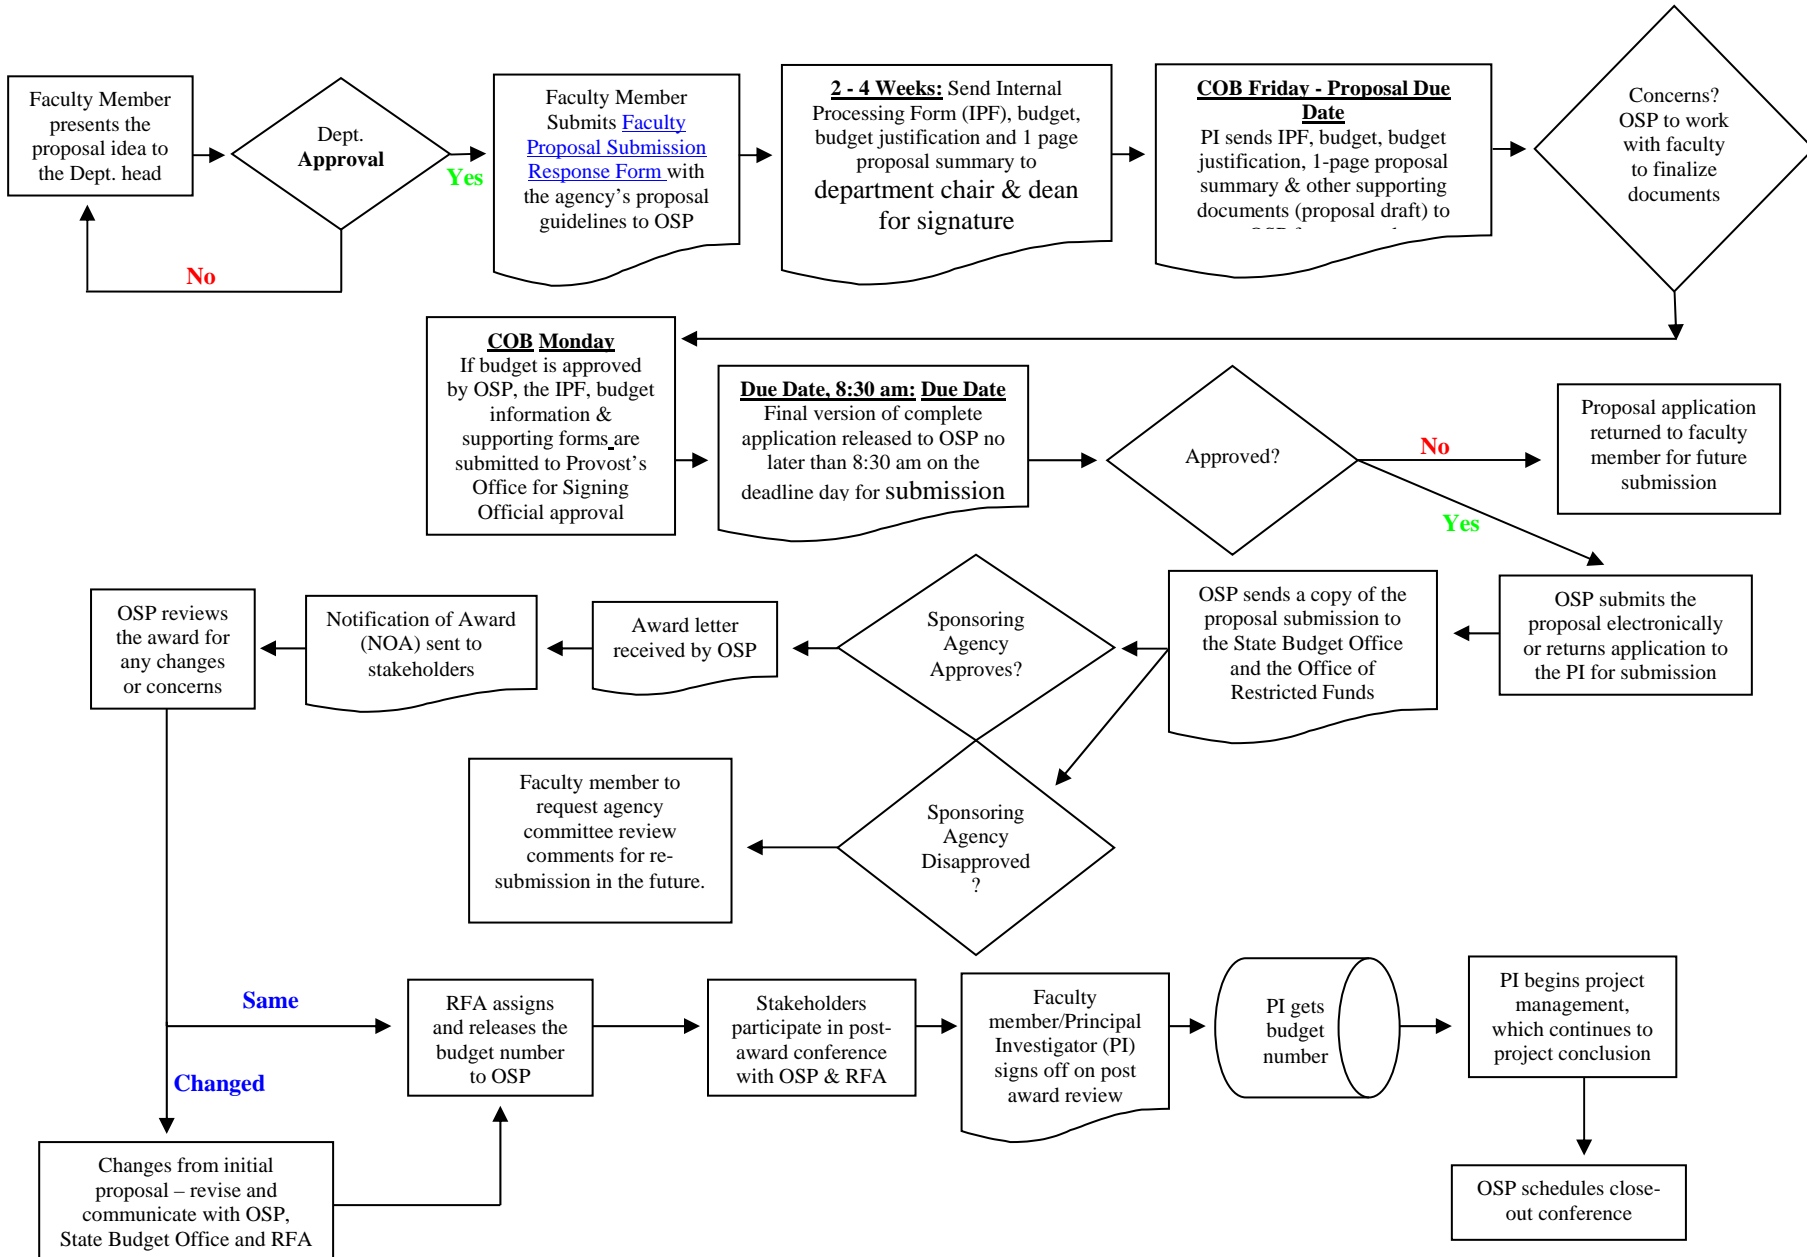 Faculty Member
presents the
proposal idea to
the Dept. head
Dept.
Approval
Yes
No
Faculty Member
Submits Faculty
Proposal Submission
Response Form with
the agency’s proposal
guidelines to OSP
2 - 4 Weeks: Send Internal
Processing Form (IPF), budget,
budget justification and 1 page
proposal summary to
department chair & dean
for signature
COB Friday - Proposal Due
Date
PI sends IPF, budget, budget
justification, 1-page proposal
summary & other supporting
documents (proposal draft) to
Concerns?
OSP to work
with faculty
to finalize
documents
COB Monday
If budget is approved
by OSP, the IPF, budget
information &
supporting forms are
submitted to Provost’s
Office for Signing
Official approval
Due Date, 8:30 am: Due Date
Final version of complete
application released to OSP no
later than 8:30 am on the
deadline day for submission
Approved?
No
Yes
Proposal application
returned to faculty
member for future
submission
OSP submits the
proposal electronically
or returns application to
the PI for submission
OSP sends a copy of the
proposal submission to
the State Budget Office
and the Office of
Restricted Funds
Sponsoring
Agency
Approves?
Award letter
received by OSP
Notification of Award
(NOA) sent to
stakeholders
OSP reviews
the award for
any changes
or concerns
Sponsoring
Agency
Disapproved
?
Faculty member to
request agency
committee review
comments for re-
submission in the future.
Same
Changed
Changes from initial
proposal – revise and
communicate with OSP,
State Budget Office and RFA
RFA assigns
and releases the
budget number
to OSP
Stakeholders
participate in post-
award conference
with OSP & RFA
Faculty
member/Principal
Investigator (PI)
signs off on post
award review
PI gets
budget
number
PI begins project
management,
which continues to
project conclusion
OSP schedules close-
out conference